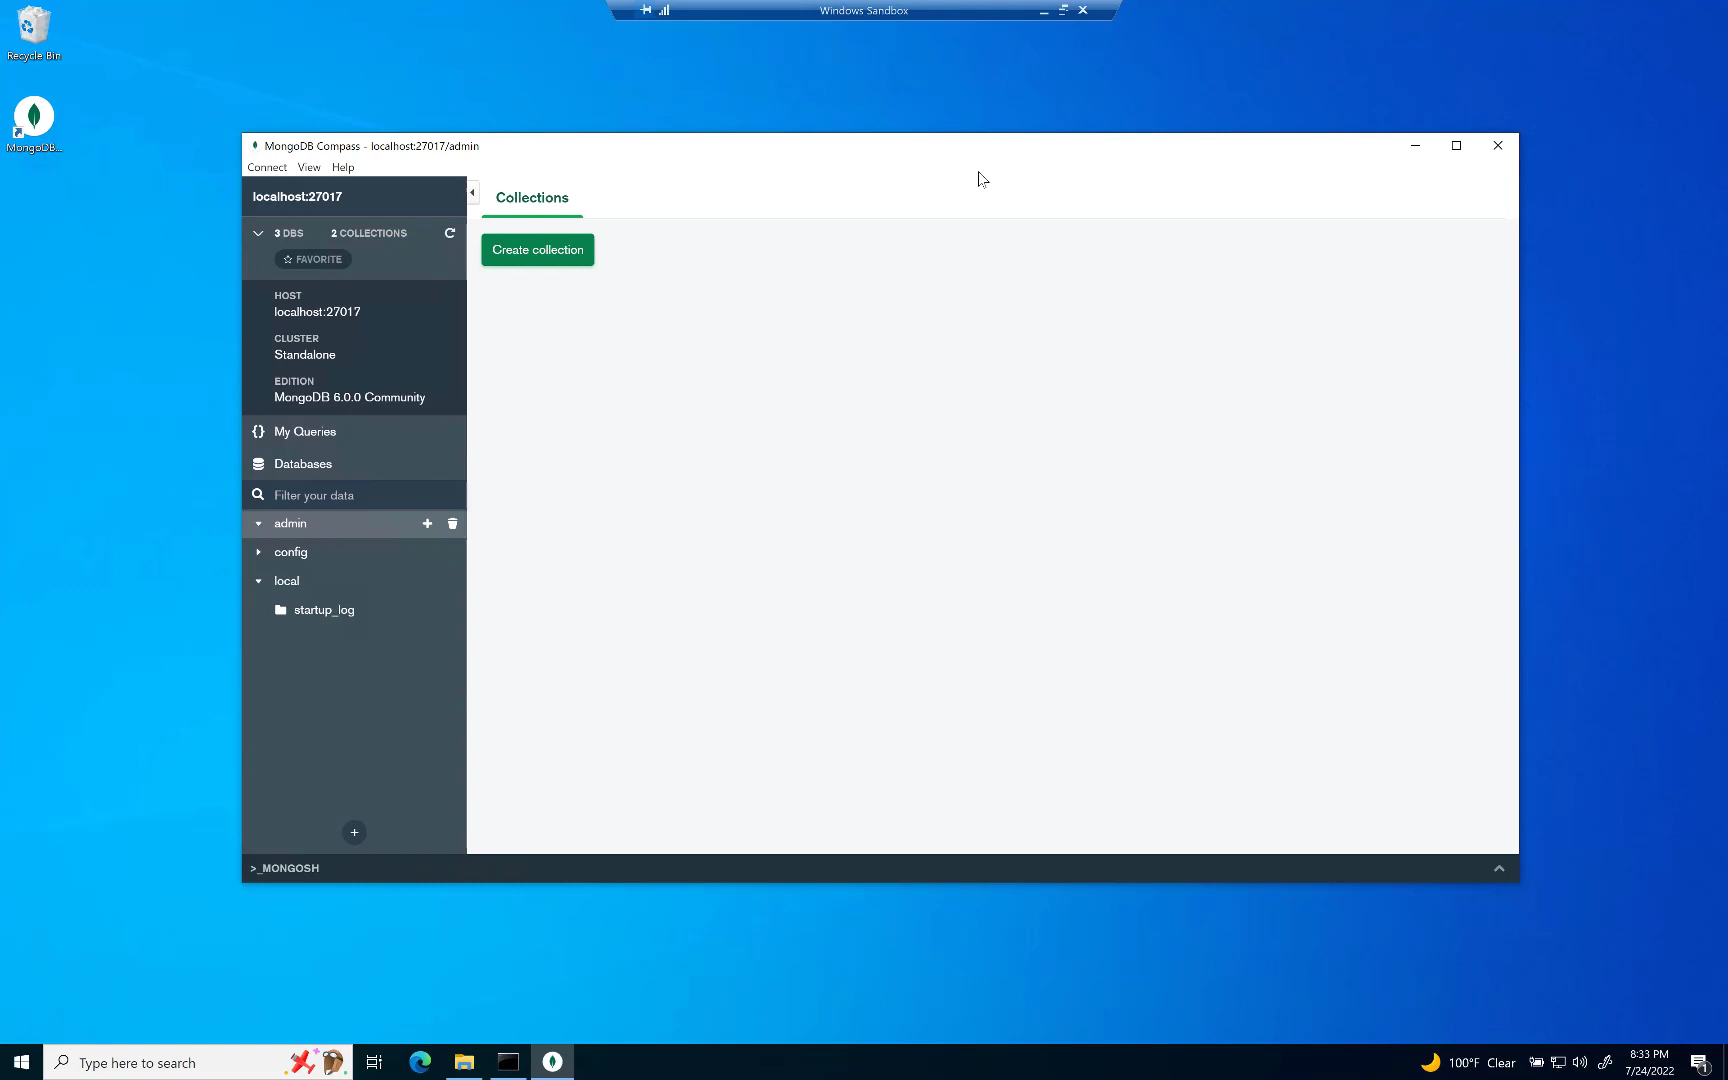 Windows Sandbox
Recycle Bin
MongoDB...
MongoDB Compass - localhost:27017/admin
Connect View Help
localhost:27017
Collections
3 DBS 2 COLLECTIONS
FAVORITE
Create collection
HOST
localhost:27017
CLUSTER
Standalone
EDITION
MongoDB 6.0.0 Community
{} My Queries
Databases
Filter your data
admin
config
local
startup_log
>_MONGOSH
Type here to search
100°F Clear
8:33 PM
7/24/2022
1